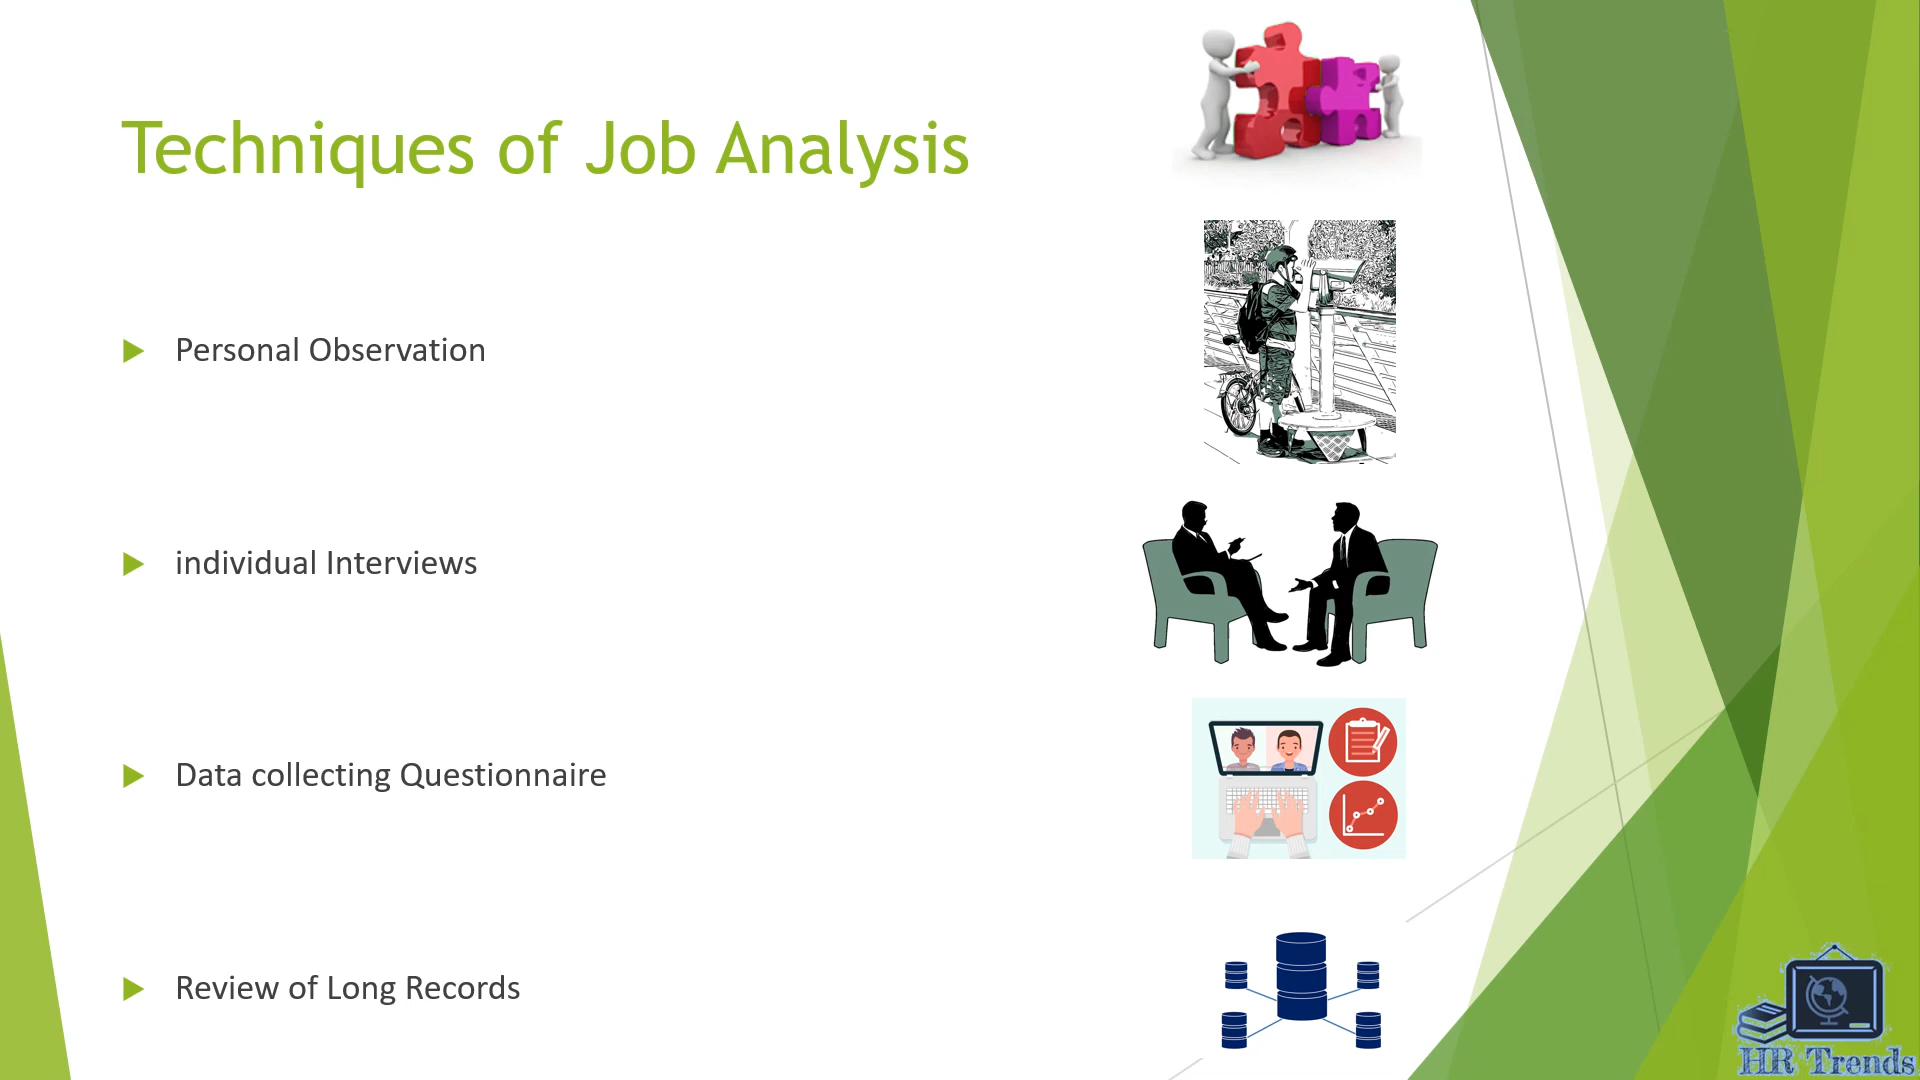 Techniques of Job Analysis
Personal Observation
individual Interviews
Data collecting Questionnaire
Review of Long Records
HR Trends